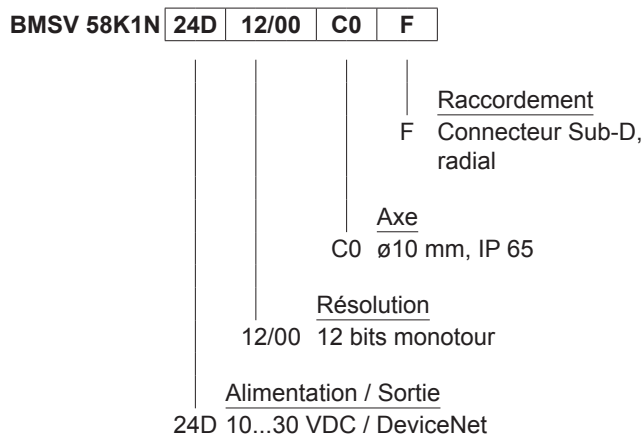 BMSV 58K1N 24D 12/00 C0 F
Raccordement
F Connecteur Sub-D,
radial
Axe
C0 ø10 mm, IP 65
Résolution
12/00 12 bits monotour
Alimentation / Sortie
24D 10...30 VDC / DeviceNet